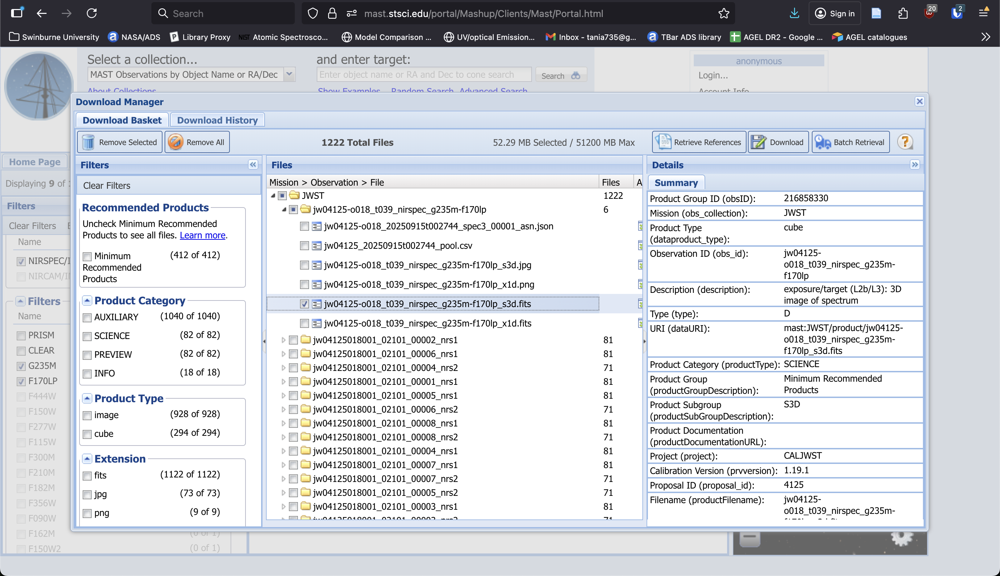 Search
mast.stsci.edu/portal/Mashup/Clients/Mast/Portal.html
Sign in
20
2
Swinburne University
NASA/ADS
Library Proxy
NIST Atomic Spectrosco...
Model Comparison ...
UV/optical Emission...
Inbox - tania735@g...
TBar ADS library
AGEL DR2 - Google ...
AGEL catalogues
Select a collection...
and enter target:
anonymous
MAST Observations by Object Name or RA/Dec
Enter object name or RA and Dec to cone search
Search
Login...
About Collections
Show Examples... Random Search Advanced Search
Account Info
Download Manager
Download Basket
Download History
Remove Selected
Remove All
1222 Total Files
52.29 MB Selected / 51200 MB Max
Retrieve References
Download
Batch Retrieval
Home Page
Displaying 9 of
Filters
Clear Filters
Name
NIRSPEC/I
Filters
Name
PRISM
CLEAR
G235M
F170LP
F444W
F150W
F277W
F115W
F300M
F210M
F182M
F356W
F090W
F162M
(0 of 1)
F150W2
(0 of 1)
Filters
Clear Filters
Recommended Products
Uncheck Minimum Recommended
Products to see all files. Learn more.
Minimum (412 of 412)
Recommended
Products
Product Category
AUXILIARY (1040 of 1040)
SCIENCE (82 of 82)
PREVIEW (82 of 82)
INFO (18 of 18)
Product Type
image (928 of 928)
cube (294 of 294)
Extension
fits (1122 of 1122)
jpg (73 of 73)
png (9 of 9)
Files
Mission > Observation > File Files A
JWST 1222
jw04125-o018_t039_nirspec_g235m-f170lp 6
jw04125-o018_20250915t002744_spec3_00001_asn.json
jw04125_20250915t002744_pool.csv
jw04125-o018_t039_nirspec_g235m-f170lp_s3d.jpg
jw04125-o018_t039_nirspec_g235m-f170lp_x1d.png
jw04125-o018_t039_nirspec_g235m-f170lp_s3d.fits
jw04125-o018_t039_nirspec_g235m-f170lp_x1d.fits
jw04125018001_02101_00002_nrs1 81
jw04125018001_02101_00006_nrs1 81
jw04125018001_02101_00004_nrs2 71
jw04125018001_02101_00001_nrs1 81
jw04125018001_02101_00005_nrs1 81
jw04125018001_02101_00006_nrs2 71
jw04125018001_02101_00008_nrs1 81
jw04125018001_02101_00008_nrs2 71
jw04125018001_02101_00004_nrs1 81
jw04125018001_02101_00007_nrs1 81
jw04125018001_02101_00007_nrs2 71
jw04125018001_02101_00005_nrs2 71
jw04125018001_02101_00003_nrs1 81
jw04125018001_02101_00003_nrs2 71
Details
Summary
Product Group ID (obsID): 216858330
Mission (obs_collection): JWST
Product Type cube
(dataproduct_type):
Observation ID (obs_id): jw04125-
o018_t039_nirspec_g235m-
f170lp
Description (description): exposure/target (L2b/L3): 3D
image of spectrum
Type (type): D
URI (dataURI): mast:JWST/product/jw04125-
o018_t039_nirspec_g235m-
f170lp_s3d.fits
Product Category (productType): SCIENCE
Product Group Minimum Recommended
(productGroupDescription): Products
Product Subgroup S3D
(productSubGroupDescription):
Product Documentation
(productDocumentationURL):
Project (project): CALJWST
Calibration Version (prvversion): 1.19.1
Proposal ID (proposal_id): 4125
Filename (productFilename): jw04125-
o018_t039_nirspec_g235m-